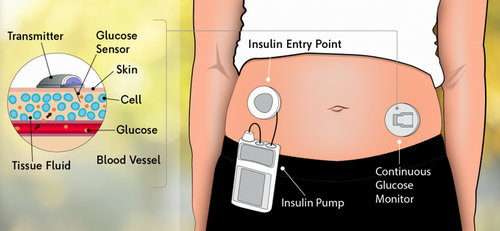 Transmitter
Glucose
Sensor
Skin
Cell
Glucose
Tissue Fluid
Blood Vessel
Insulin Entry Point
Insulin Pump
Continuous
Glucose
Monitor